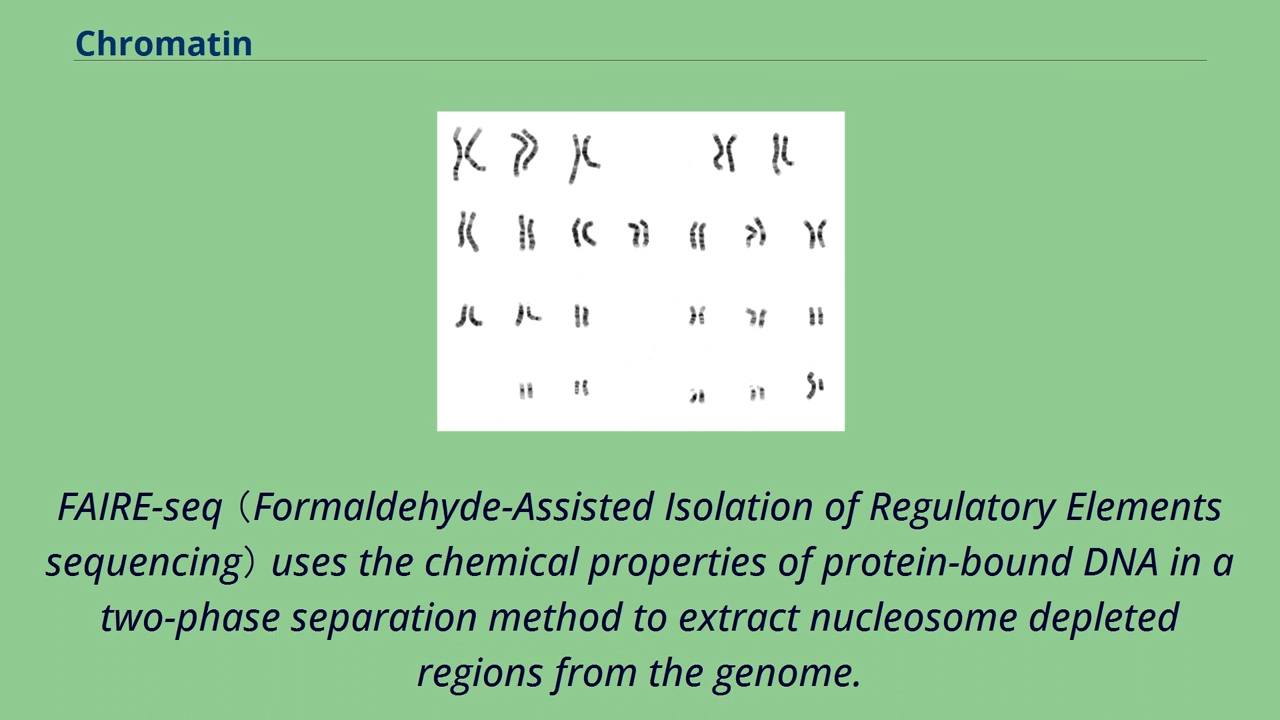 Chromatin
FAIRE-seq（Formaldehyde-Assisted Isolation of Regulatory Elements
sequencing）uses the chemical properties of protein-bound DNA in a
two-phase separation method to extract nucleosome depleted
regions from the genome.